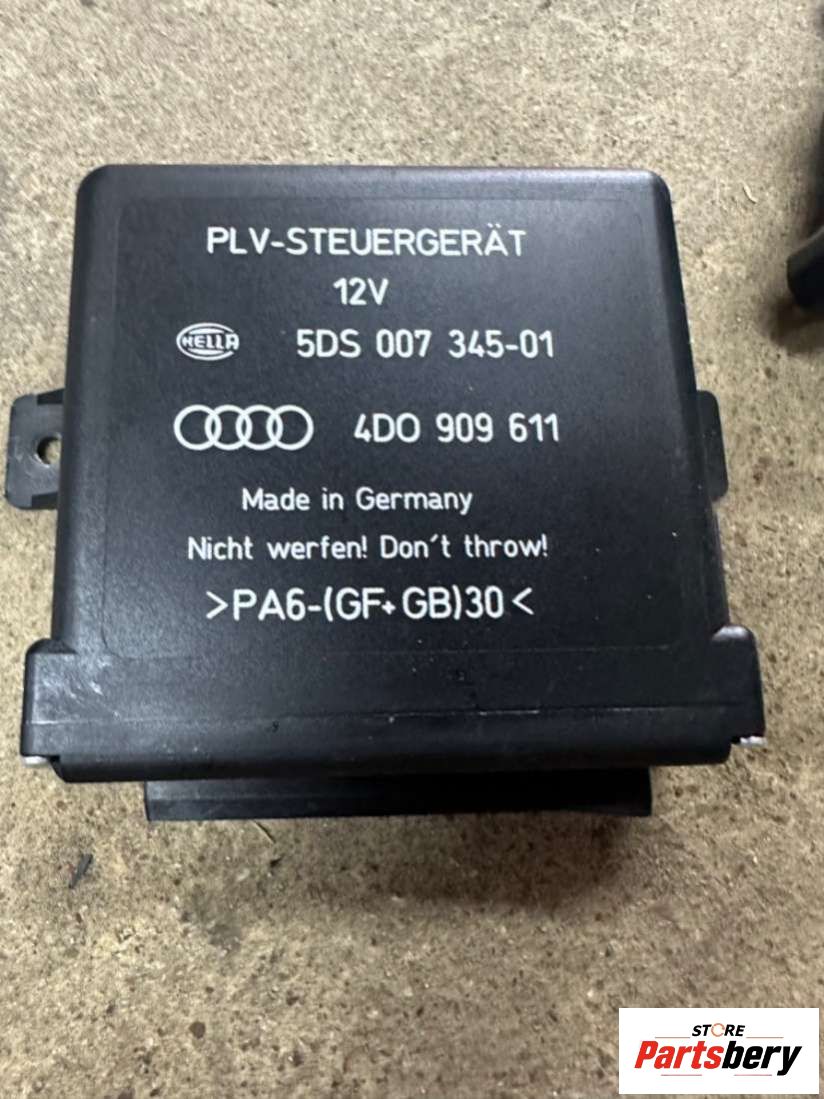 PLV-STEUERGERÄT
12V
HELLA 5DS 007 345-01
4D0 909 611
Made in Germany
Nicht werfen! Don't throw!
>PA6-(GF+GB)30<
STORE
Partsbery